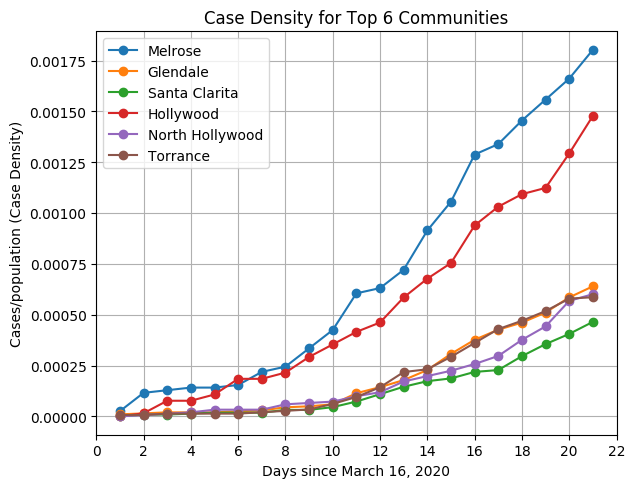 Case Density for Top 6 Communities
Melrose
Glendale
Santa Clarita
Hollywood
North Hollywood
Torrance
Cases/population (Case Density)
0.00175
0.00150
0.00125
0.00100
0.00075
0.00050
0.00025
0.00000
0 2 4 6 8 10 12 14 16 18 20 22
Days since March 16, 2020